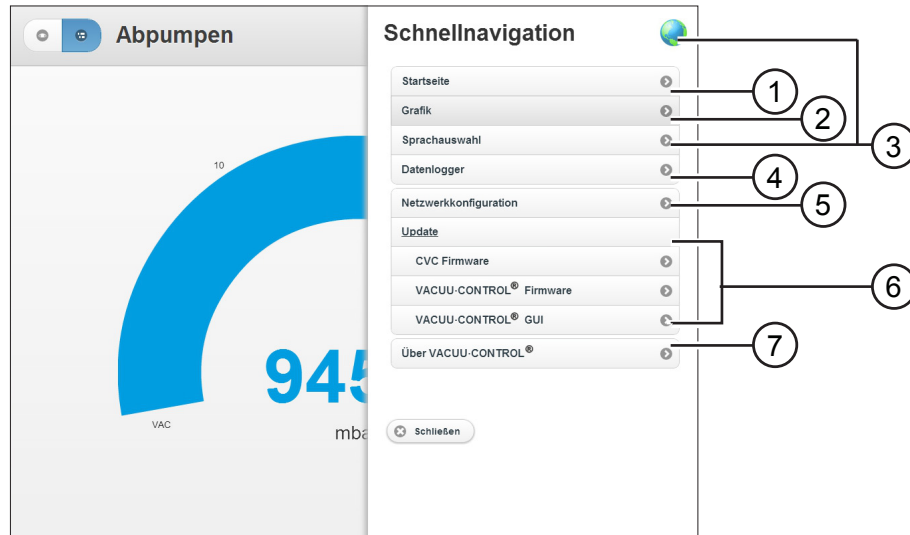 Abpumpen
10
945
mba
VAC
Schnellnavigation
Startseite
Grafik
Sprachauswahl
Datenlogger
Netzwerkkonfiguration
Update
CVC Firmware
VACUU·CONTROL® Firmware
VACUU·CONTROL® GUI
Über VACUU·CONTROL®
Schließen
1
2
3
4
5
6
7